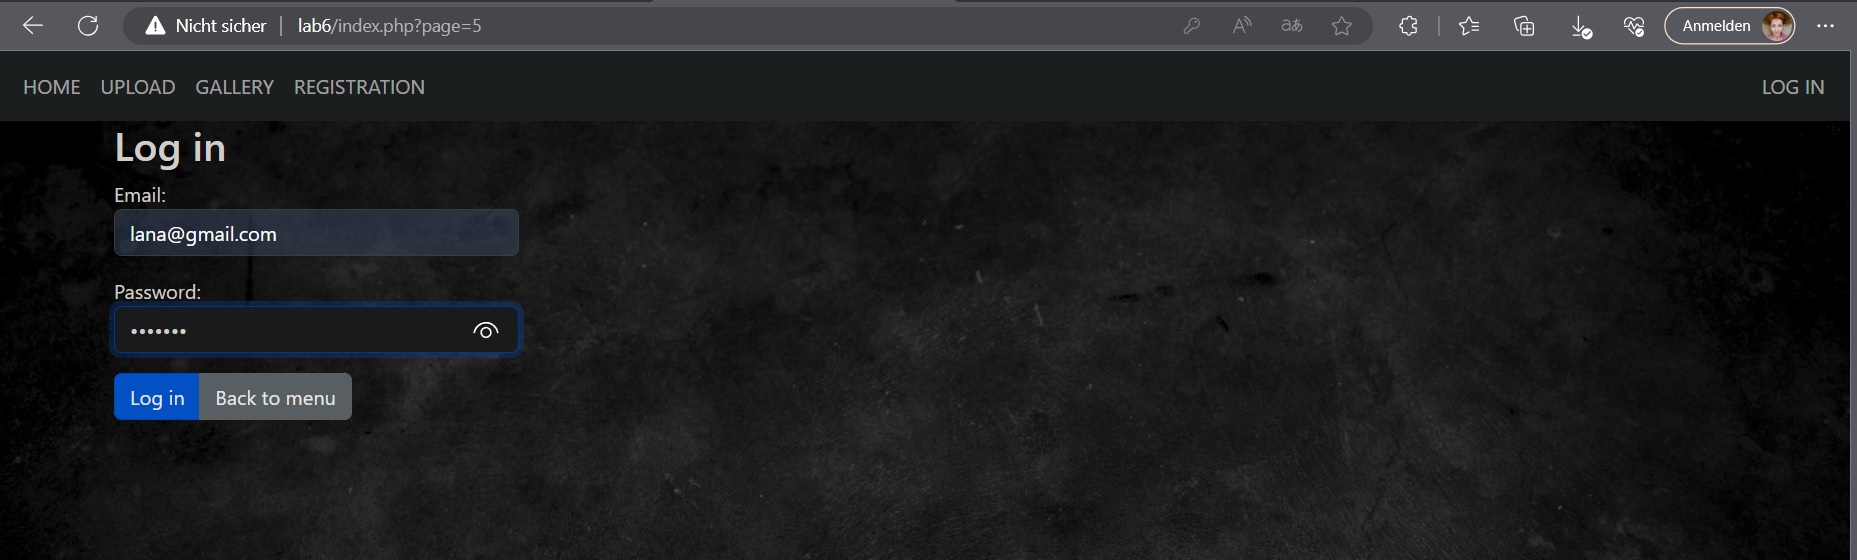 Nicht sicher | lab6/index.php?page=5 Anmelden
HOME UPLOAD GALLERY REGISTRATION LOG IN
Log in
Email:
lana@gmail.com
Password:
•••••••
Log in Back to menu